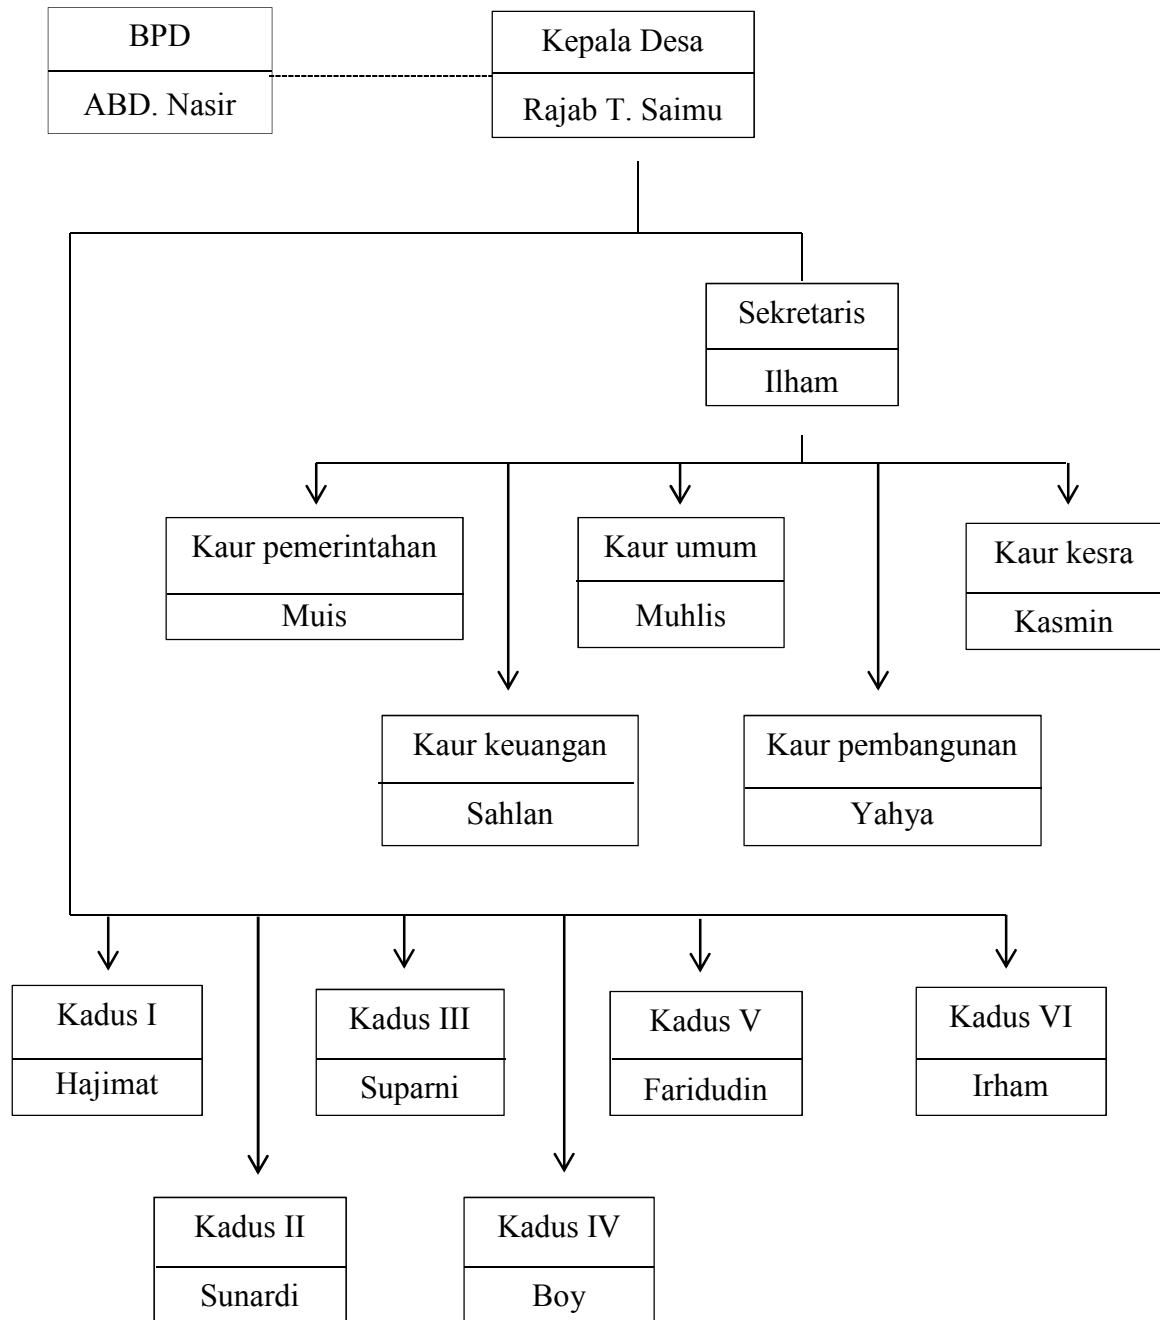 BPD
ABD. Nasir
Kepala Desa
Rajab T. Saimu
Sekretaris
Ilham
Kaur pemerintahan
Muis
Kaur umum
Muhlis
Kaur kesra
Kasmin
Kaur keuangan
Sahlan
Kaur pembangunan
Yahya
Kadus I
Hajimat
Kadus III
Suparni
Kadus V
Faridudin
Kadus VI
Irham
Kadus II
Sunardi
Kadus IV
Boy